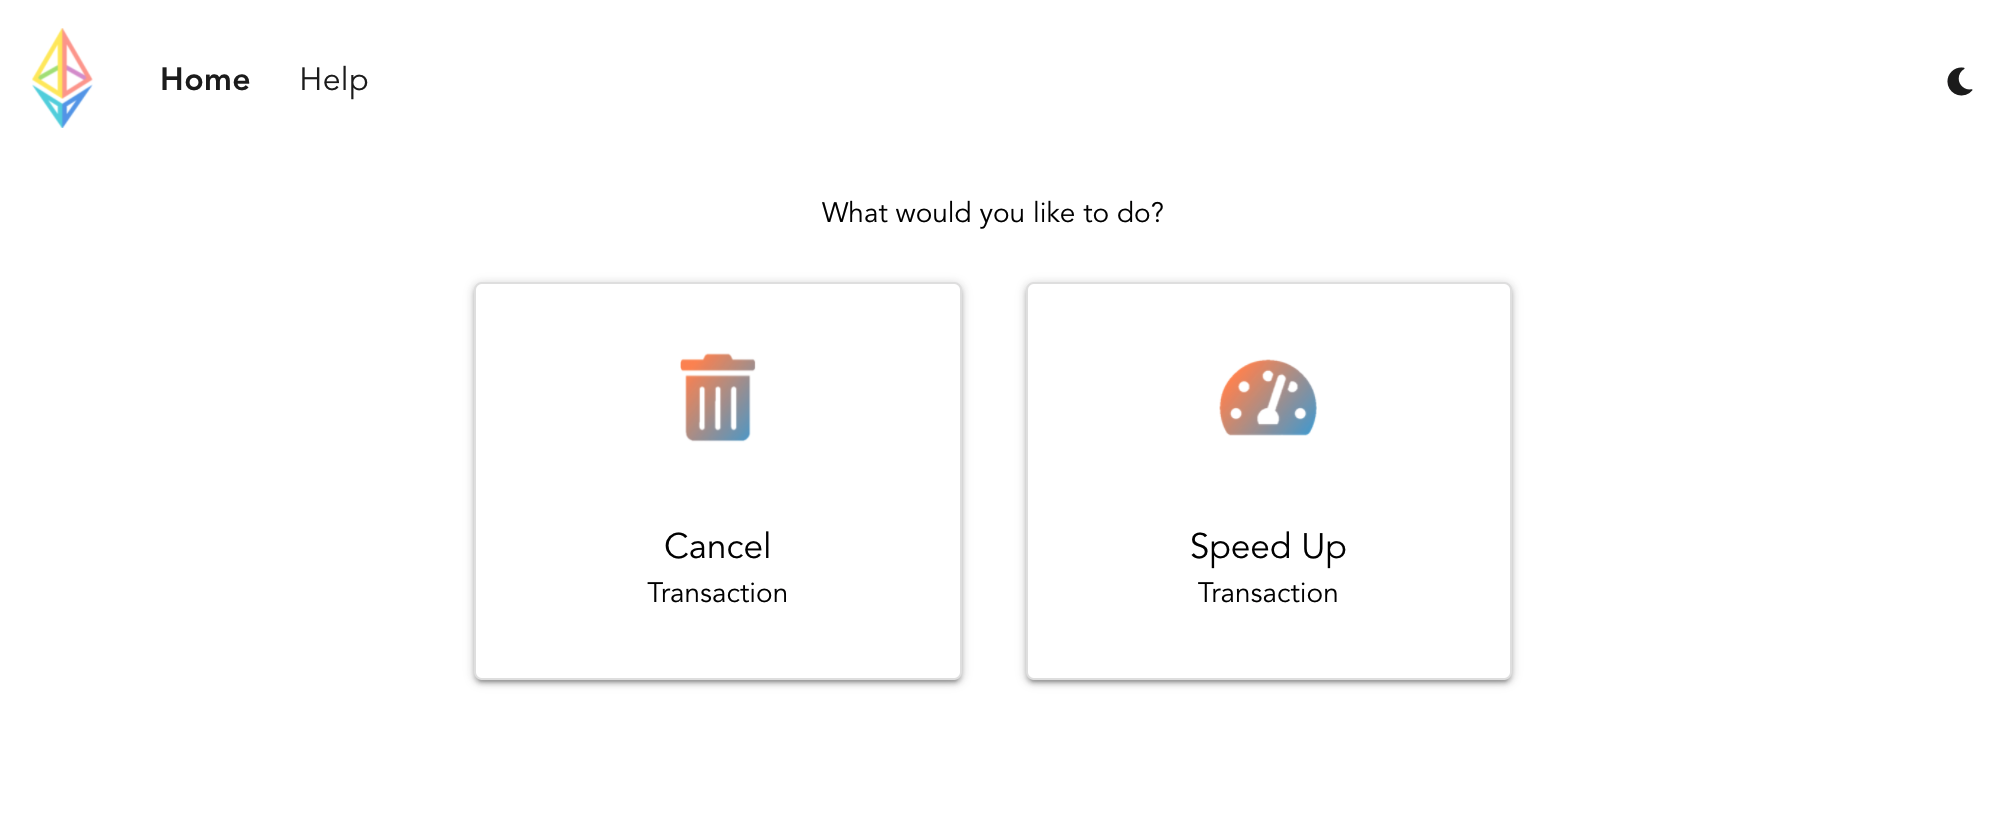 Home Help
What would you like to do?
Cancel
Transaction
Speed Up
Transaction